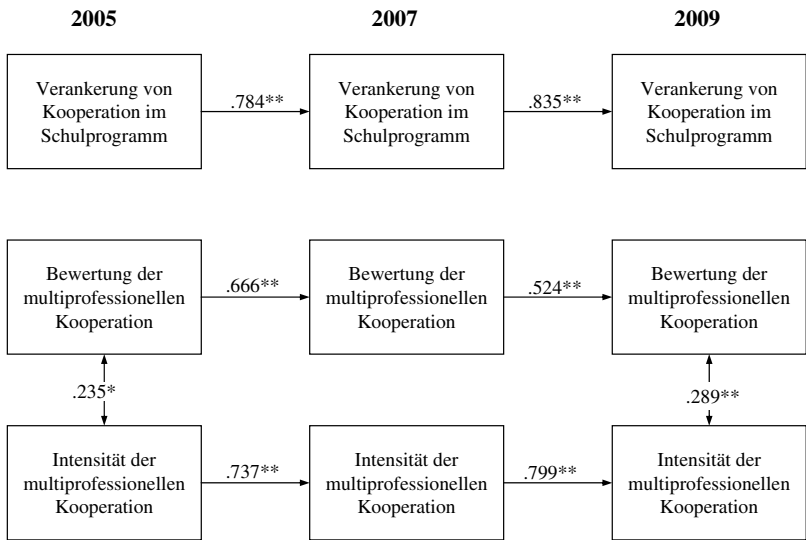 2005
2007
2009
Verankerung von
Kooperation im
Schulprogramm
.784**
Verankerung von
Kooperation im
Schulprogramm
.835**
Verankerung von
Kooperation im
Schulprogramm
Bewertung der
multiprofessionellen
Kooperation
.666**
Bewertung der
multiprofessionellen
Kooperation
.524**
Bewertung der
multiprofessionellen
Kooperation
.235*
.289**
Intensität der
multiprofessionellen
Kooperation
.737**
Intensität der
multiprofessionellen
Kooperation
.799**
Intensität der
multiprofessionellen
Kooperation